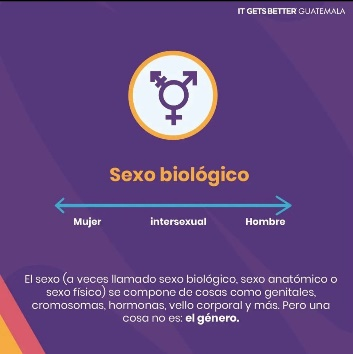 IT GETS BETTER GUATEMALA
Sexo biológico
Mujer intersexual Hombre
El sexo (a veces llamado sexo biológico, sexo anatómico o
sexo físico) se compone de cosas como genitales,
cromosomas, hormonas, vello corporal y más. Pero una
cosa no es: el género.